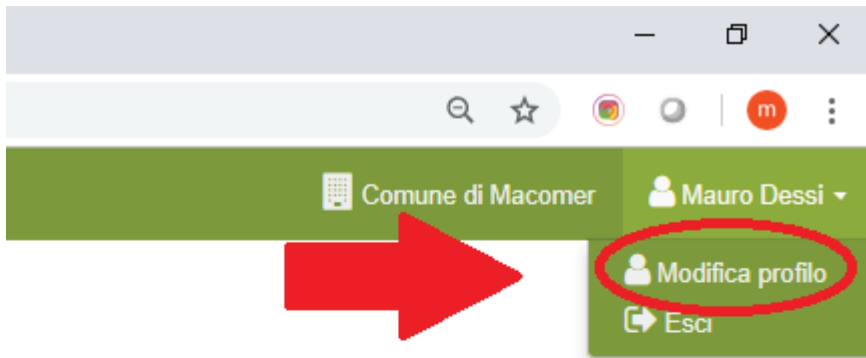 m
Comune di Macomer
Mauro Dessi
Modifica profilo
Esci